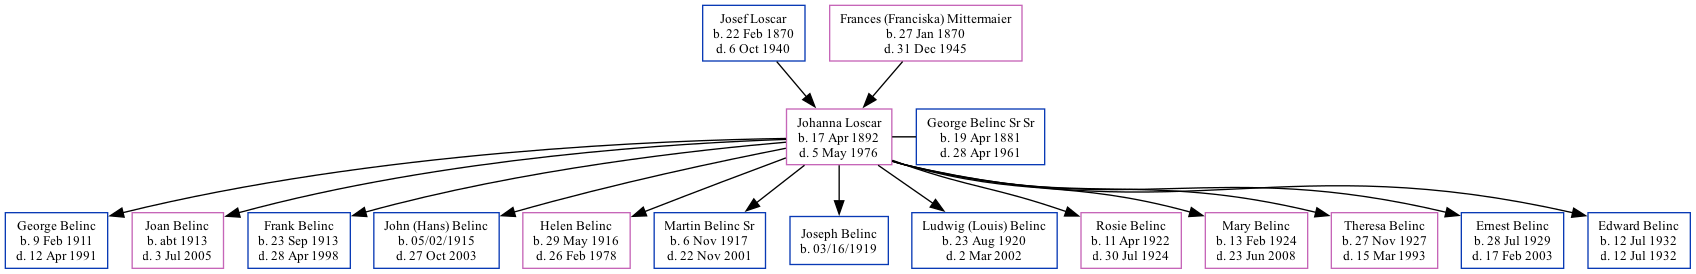 Josef Loscar
b. 22 Feb 1870
d. 6 Oct 1940
Frances (Franciska) Mittermaier
b. 27 Jan 1870
d. 31 Dec 1945
Johanna Loscar
b. 17 Apr 1892
d. 5 May 1976
George Belinc Sr Sr
b. 19 Apr 1881
d. 28 Apr 1961
George Belinc
b. 9 Feb 1911
d. 12 Apr 1991
Joan Belinc
b. abt 1913
d. 3 Jul 2005
Frank Belinc
b. 23 Sep 1913
d. 28 Apr 1998
John (Hans) Belinc
b. 05/02/1915
d. 27 Oct 2003
Helen Belinc
b. 29 May 1916
d. 26 Feb 1978
Martin Belinc Sr
b. 6 Nov 1917
d. 22 Nov 2001
Joseph Belinc
b. 03/16/1919
Ludwig (Louis) Belinc
b. 23 Aug 1920
d. 2 Mar 2002
Rosie Belinc
b. 11 Apr 1922
d. 30 Jul 1924
Mary Belinc
b. 13 Feb 1924
d. 23 Jun 2008
Theresa Belinc
b. 27 Nov 1927
d. 15 Mar 1993
Ernest Belinc
b. 28 Jul 1929
d. 17 Feb 2003
Edward Belinc
b. 12 Jul 1932
d. 12 Jul 1932